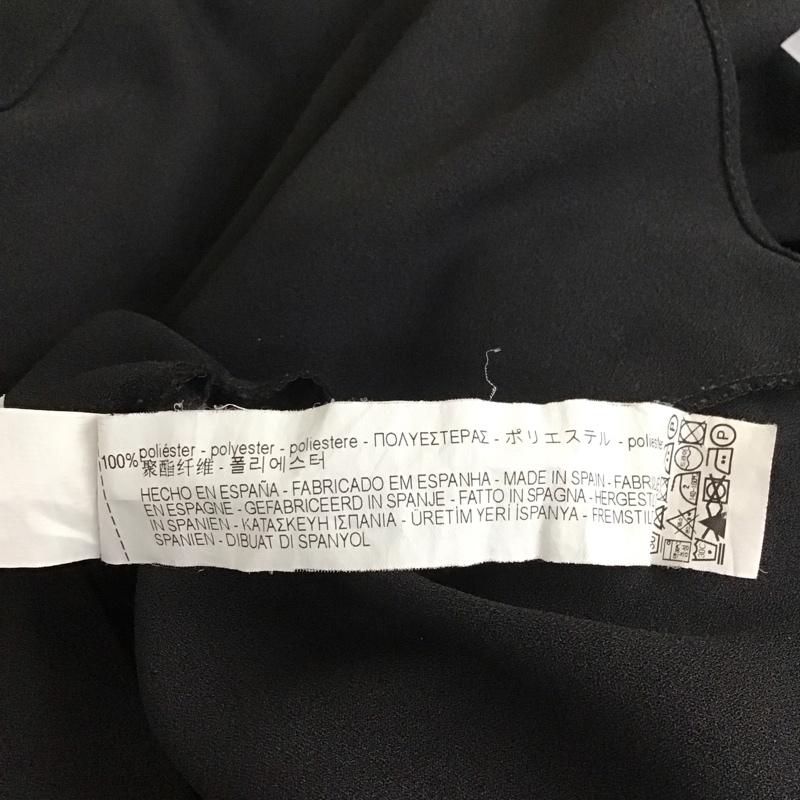 100% poliéster - polyester - poliestere - ΠΟΛΥΕΣΤΕΡΑΣ - ポリエステル - poliester
聚酯纤维 - 폴리에스터
HECHO EN ESPAÑA - FABRICADO EM ESPANHA - MADE IN SPAIN - FABRIQUÉ
EN ESPAGNE - GEFABRICEERD IN SPANJE - FATTO IN SPAGNA - HERGESTELLT
IN SPANIEN - ΚΑΤΑΣΚΕΥΗ ΙΣΠΑΝΙΑ - ÜRETİM YERİ İSPANYA - FREMSTIL
SPANIEN - DIBUAT DI SPANYOL
P